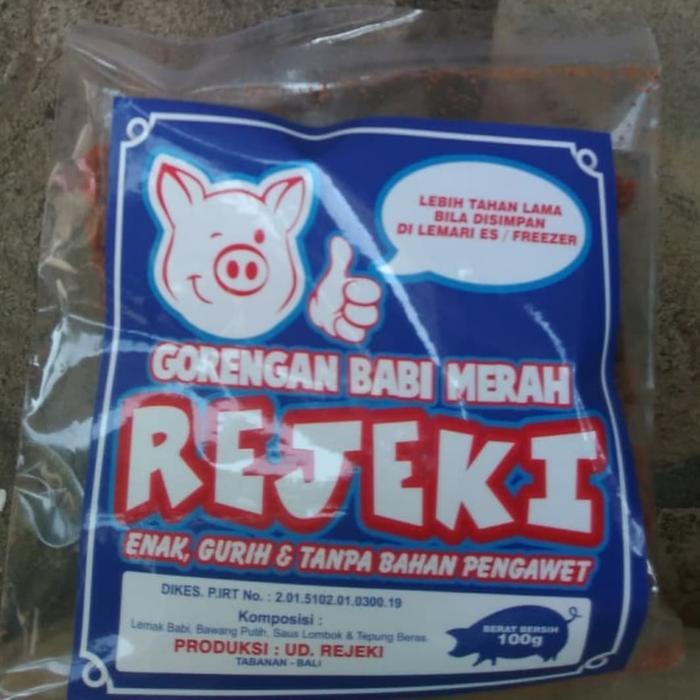 LEBIH TAHAN LAMA
BILA DISIMPAN
DI LEMARI ES / FREEZER
GORENGAN BABI MERAH
REJEKI
ENAK, GURIH & TANPA BAHAN PENGAWET
DIKES. P.IRT No. : 2.01.5102.01.0300.19
Komposisi :
Lemak Babi, Bawang Putih, Saus Lombok & Tepung Beras.
PRODUKSI : UD. REJEKI
TABANAN - BALI
BERAT BERSIH
100g